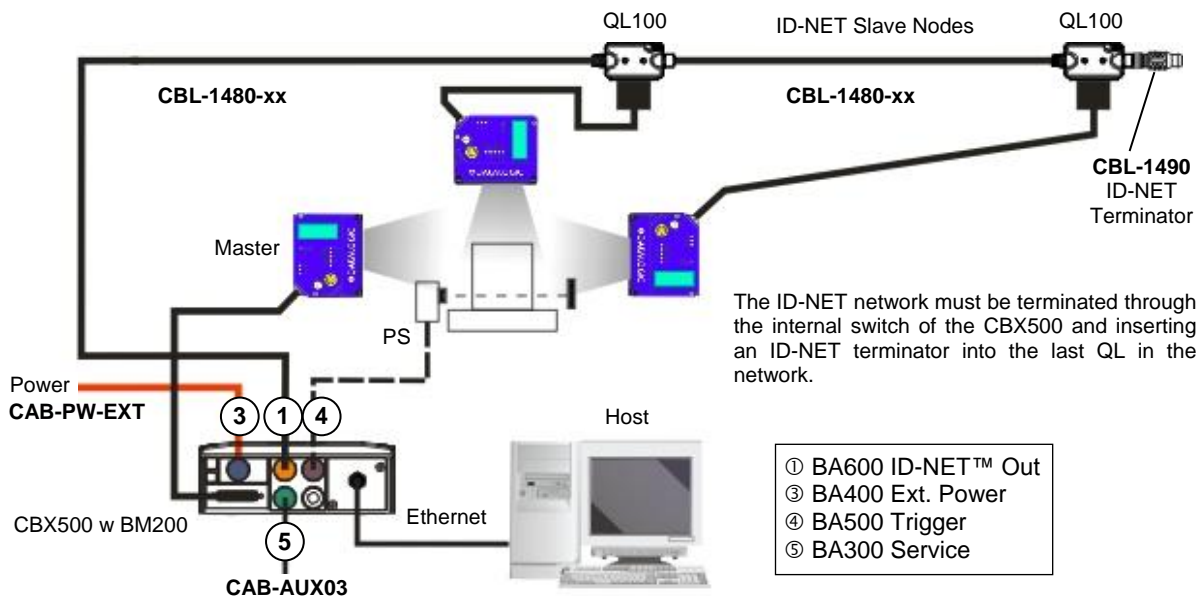 QL100
ID-NET Slave Nodes
QL100
CBL-1480-xx
CBL-1480-xx
CBL-1490
ID-NET
Terminator
DATALOGIC
Master
DATALOGIC
DATALOGIC
The ID-NET network must be terminated through
the internal switch of the CBX500 and inserting
an ID-NET terminator into the last QL in the
network.
PS
Power
CAB-PW-EXT
3
1
4
Host
① BA600 ID-NET™ Out
③ BA400 Ext. Power
④ BA500 Trigger
⑤ BA300 Service
CBX500 w BM200
Ethernet
5
CAB-AUX03